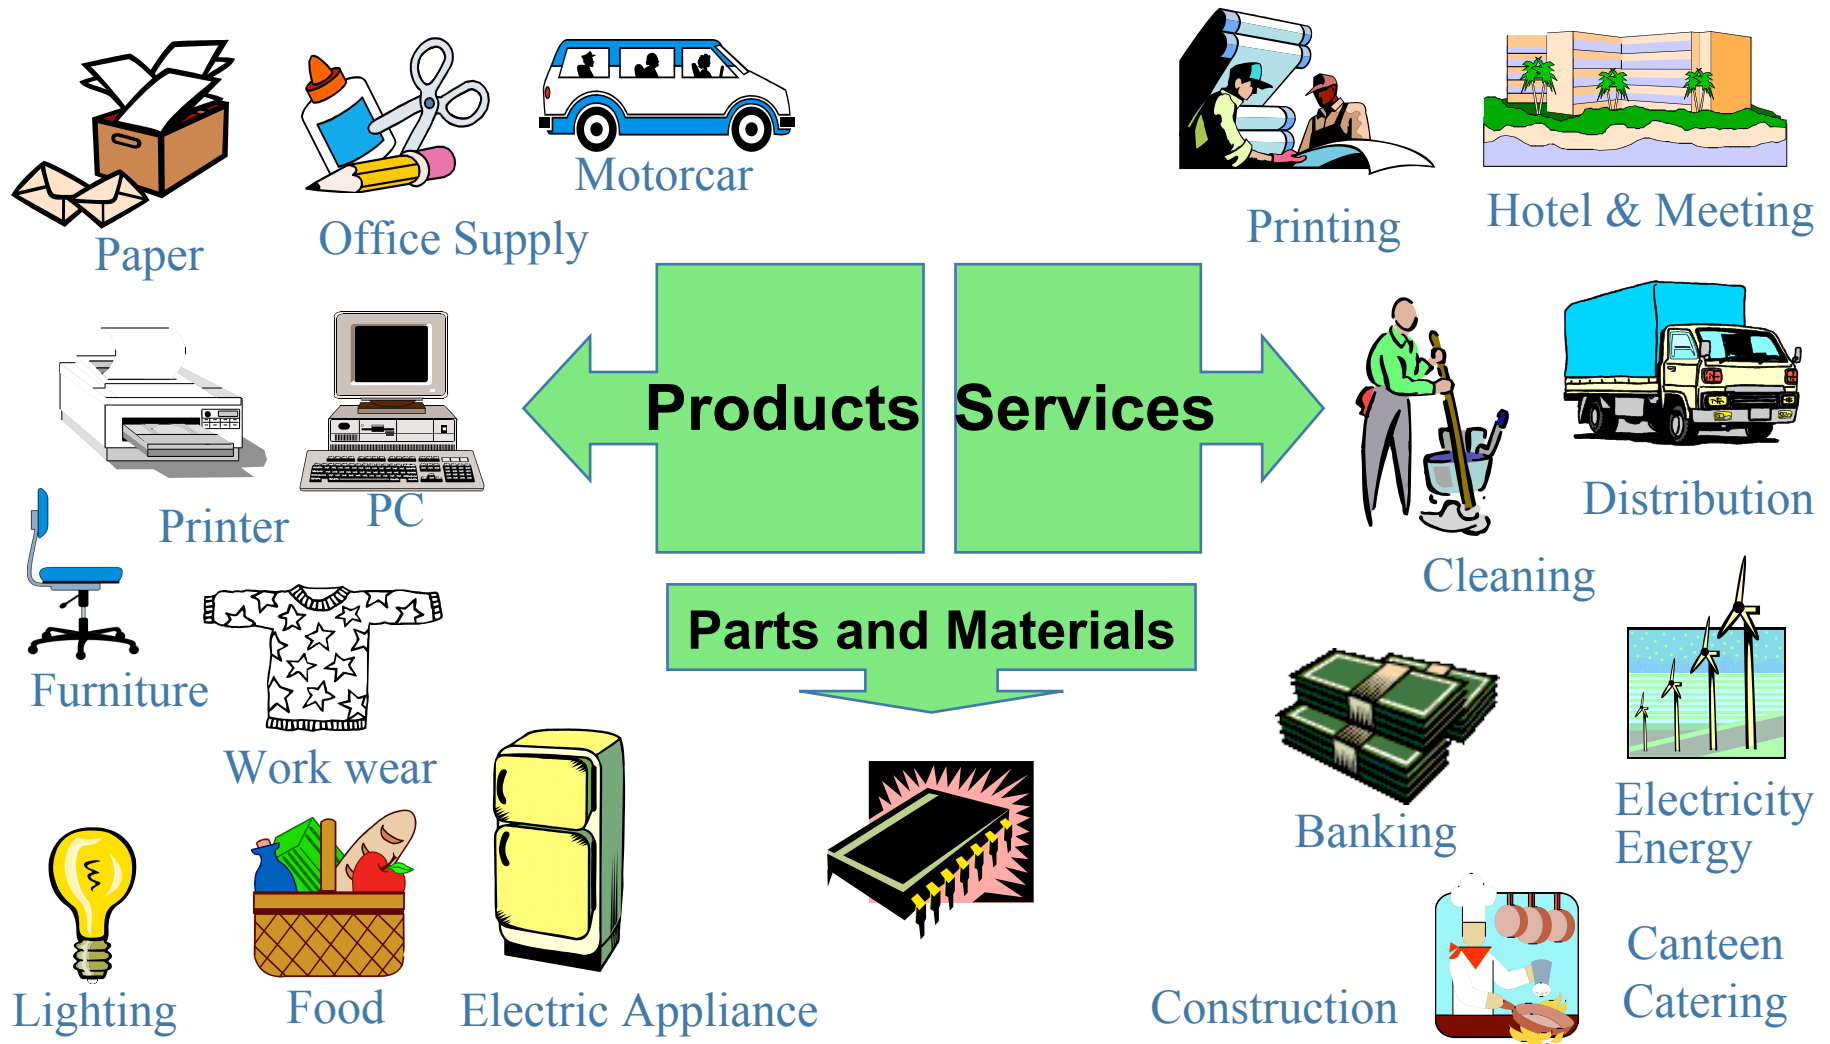 Motorcar
Paper
Office Supply
Printing
Hotel & Meeting
Products
Services
Printer
PC
Distribution
Cleaning
Parts and Materials
Furniture
Work wear
Banking
Electricity
Energy
Lighting
Food
Electric Appliance
Construction
Canteen
Catering